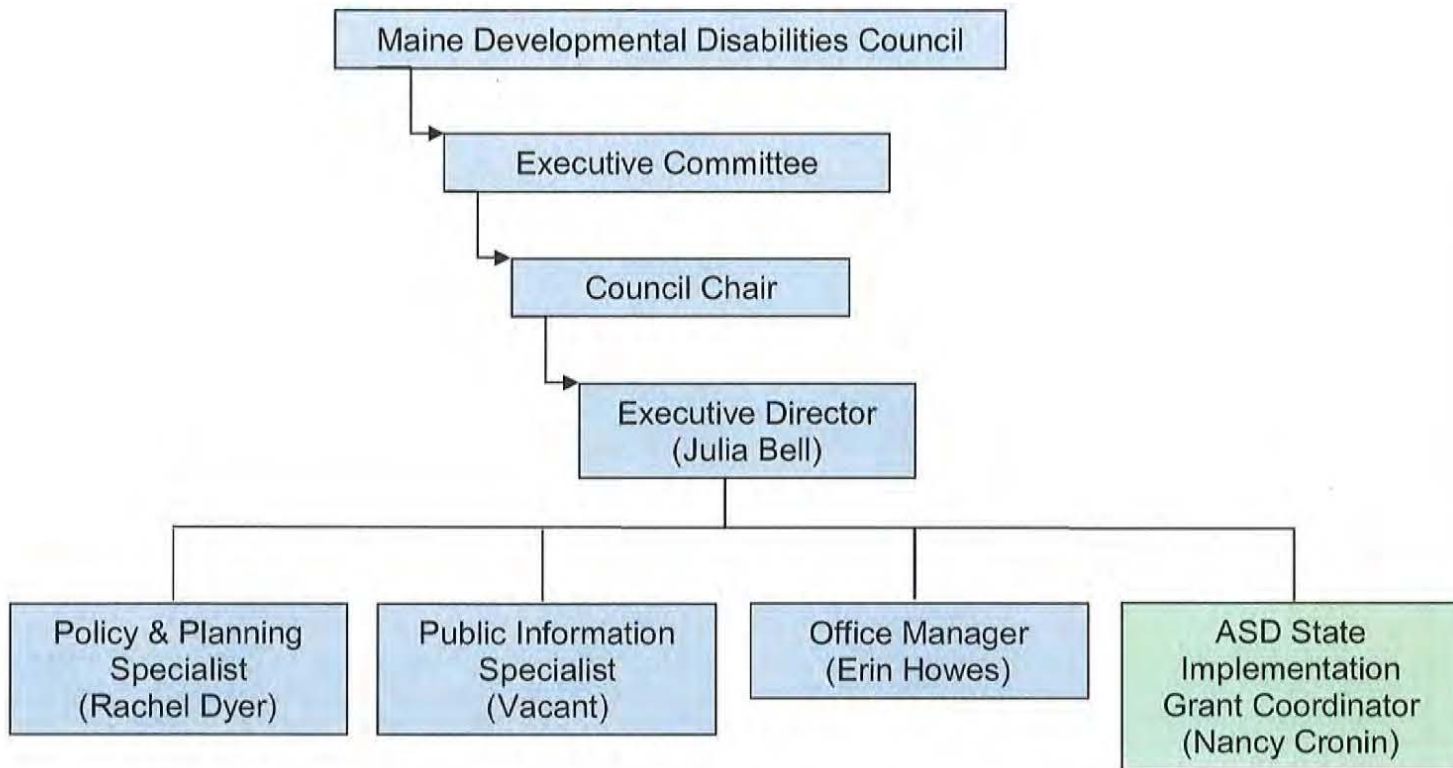 Maine Developmental Disabilities Council
Executive Committee
Council Chair
Executive Director
(Julia Bell)
Policy & Planning
Specialist
(Rachel Dyer)
Public Information
Specialist
(Vacant)
Office Manager
(Erin Howes)
ASD State
Implementation
Grant Coordinator
(Nancy Cronin)